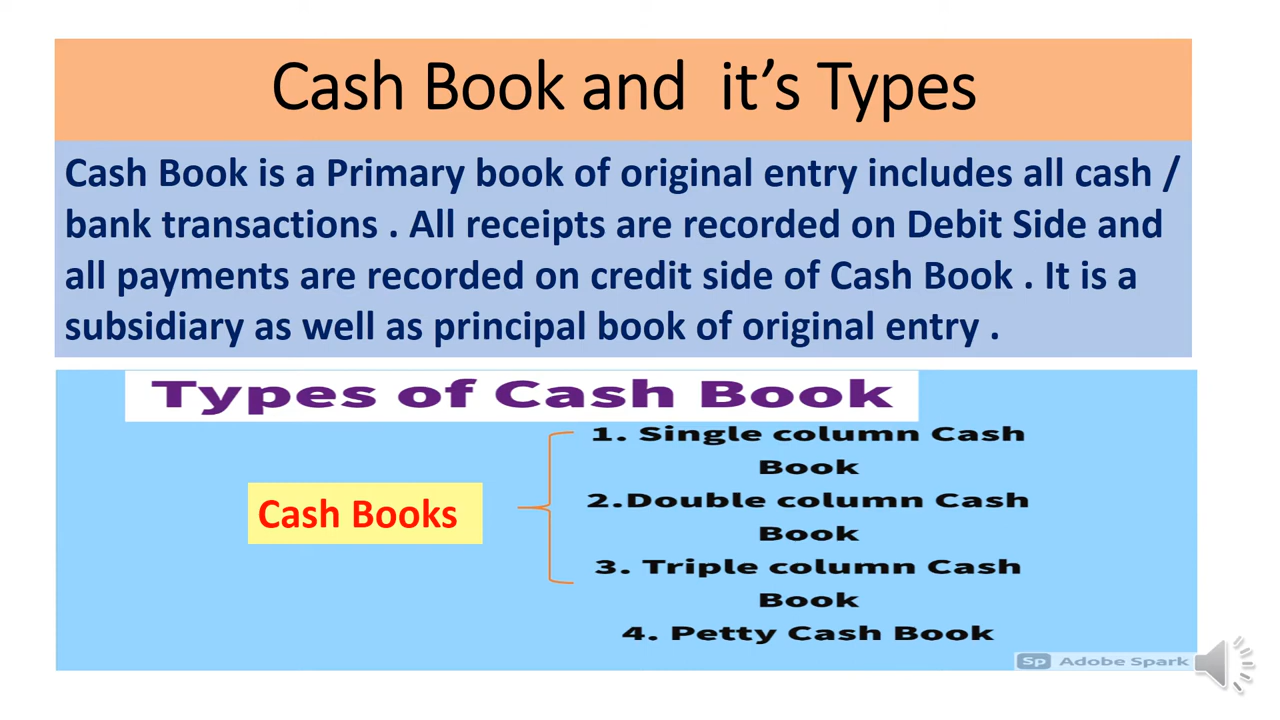 Cash Book and it's Types
Cash Book is a Primary book of original entry includes all cash /
bank transactions . All receipts are recorded on Debit Side and
all payments are recorded on credit side of Cash Book . It is a
subsidiary as well as principal book of original entry .
Types of Cash Book
Cash Books
1. Single column Cash
Book
2.Double column Cash
Book
3. Triple column Cash
Book
4. Petty Cash Book
Sp Adobe Spark